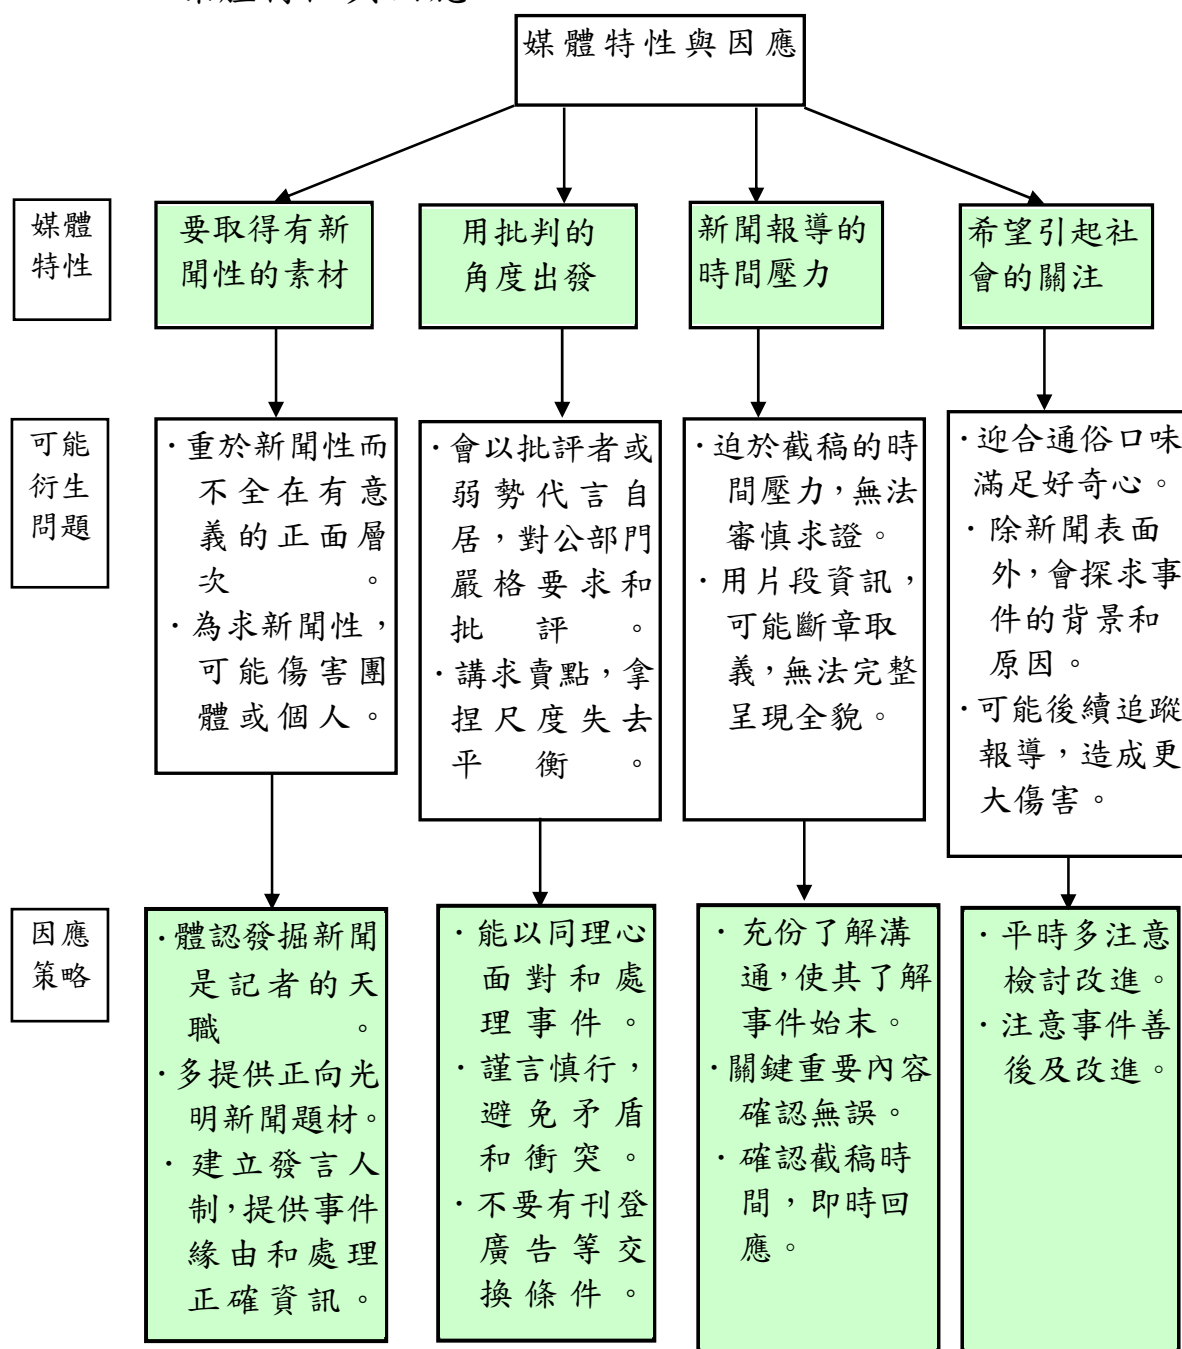 媒體特性與因應
媒體
特性
要取得有新
聞性的素材
用批判的
角度出發
新聞報導的
時間壓力
希望引起社
會的關注
可能
衍生
問題
·重於新聞性而
不全在有意
義的正面層
次。
·為求新聞性，
可能傷害團
體或個人。
·會以批評者或
弱勢代言自
居，對公部門
嚴格要求和
批評。
·講求賣點，拿
捏尺度失去
平衡。
·迫於截稿的時
間壓力，無法
審慎求證。
·用片段資訊，
可能斷章取
義，無法完整
呈現全貌。
·迎合通俗口味
滿足好奇心。
·除新聞表面
外，會探求事
件的背景和
原因。
·可能後續追蹤
報導，造成更
大傷害。
因應
策略
·體認發掘新聞
是記者的天
職。
·多提供正向光
明新聞題材。
·建立發言人
制，提供事件
緣由和處理
正確資訊。
·能以同理心
面對和處
理事件。
·謹言慎行，
避免矛盾
和衝突。
·不要有刊登
廣告等交
換條件。
·充份了解溝
通，使其了解
事件始末。
·關鍵重要內容
確認無誤。
·確認截稿時
間，即時回
應。
·平時多注意
檢討改進。
·注意事件善
後及改進。